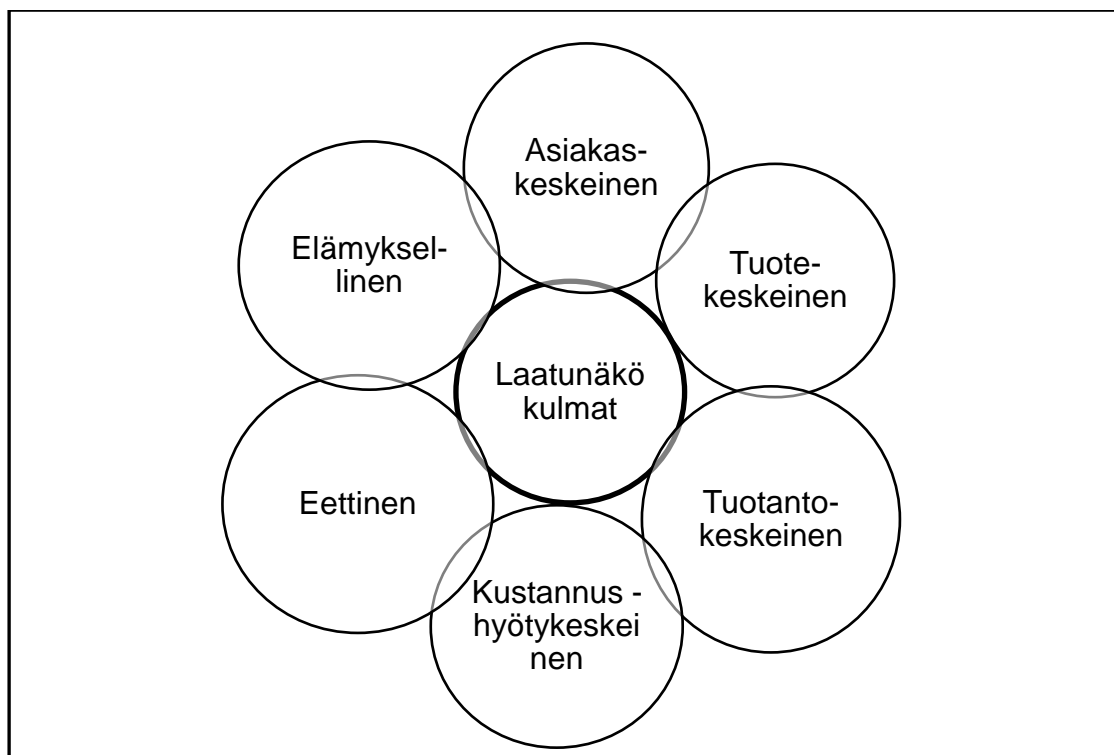 Asiakas-
keskeinen
Tuote-
keskeinen
Elämyksel-
linen
Laatunäkö
kulmat
Eettinen
Tuotanto-
keskeinen
Kustannus -
hyötykeskei
nen